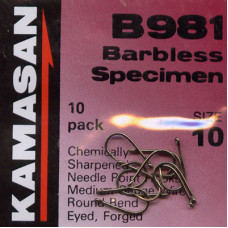 KAMASAN
B981
Barbless
Specimen
10
pack
SIZE
10
Chemically
Sharpened
Needle Point
Medium
Round Bend
Eyed, Forged